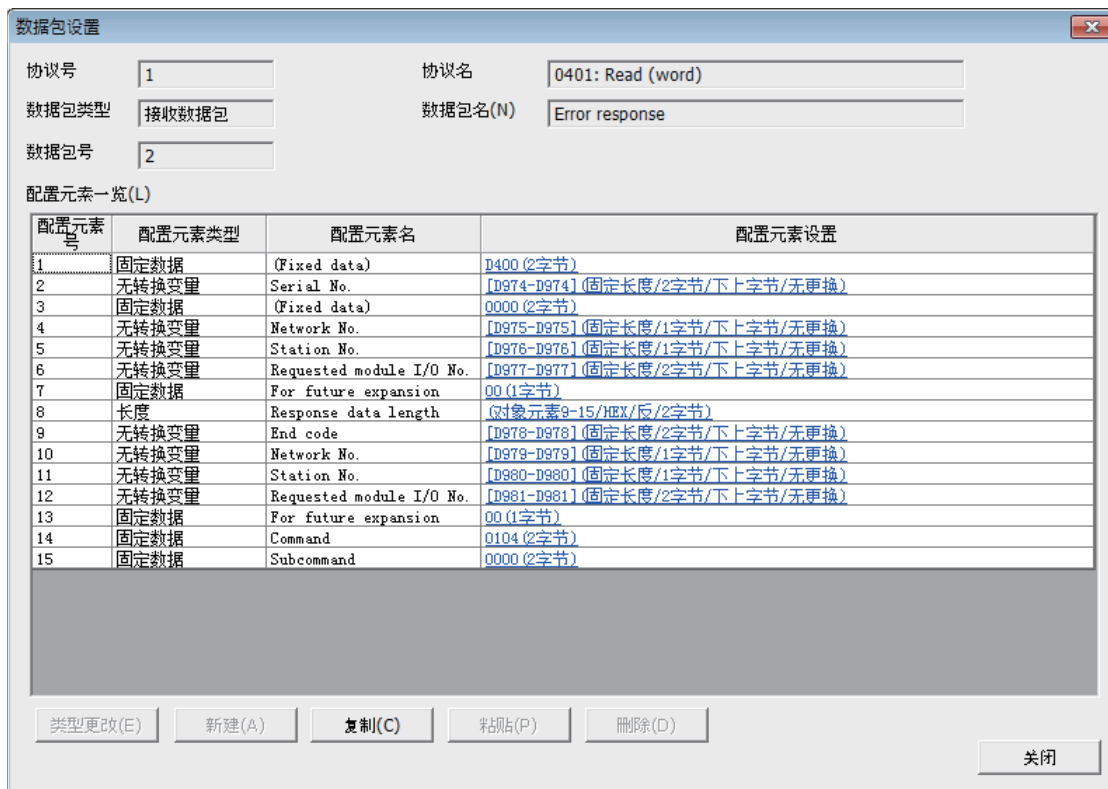 数据包设置
协议号 1 协议名 0401: Read (word)
数据包类型 接收数据包 数据包名(N) Error response
数据包号 2
配置元素一览(L)
配置元素号 配置元素类型 配置元素名 配置元素设置
1 固定数据 (Fixed data) D400(2字节)
2 无转换变量 Serial No. [D974-D974](固定长度/2字节/下上字节/无更换)
3 固定数据 (Fixed data) 0000(2字节)
4 无转换变量 Network No. [D975-D975](固定长度/1字节/下上字节/无更换)
5 无转换变量 Station No. [D976-D976](固定长度/1字节/下上字节/无更换)
6 无转换变量 Requested module I/O No. [D977-D977](固定长度/2字节/下上字节/无更换)
7 固定数据 For future expansion 00(1字节)
8 长度 Response data length (对象元素9-15/HEX/反/2字节)
9 无转换变量 End code [D978-D978](固定长度/2字节/下上字节/无更换)
10 无转换变量 Network No. [D979-D979](固定长度/1字节/下上字节/无更换)
11 无转换变量 Station No. [D980-D980](固定长度/1字节/下上字节/无更换)
12 无转换变量 Requested module I/O No. [D981-D981](固定长度/2字节/下上字节/无更换)
13 固定数据 For future expansion 00(1字节)
14 固定数据 Command 0104(2字节)
15 固定数据 Subcommand 0000(2字节)
类型更改(E) 新建(A) 复制(C) 粘贴(P) 删除(D)
关闭